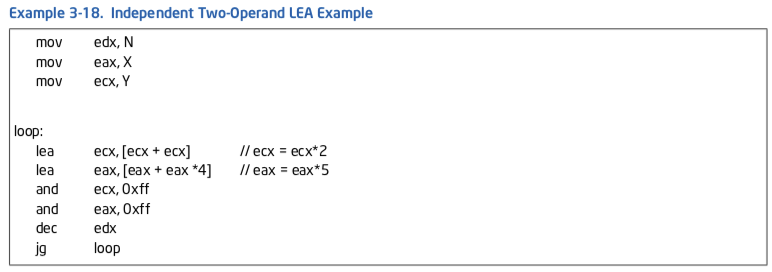 Example 3-18. Independent Two-Operand LEA Example
mov edx, N
mov eax, X
mov ecx, Y
loop:
lea ecx, [ecx + ecx] // ecx = ecx*2
lea eax, [eax + eax *4] // eax = eax*5
and ecx, 0xff
and eax, 0xff
dec edx
jg loop